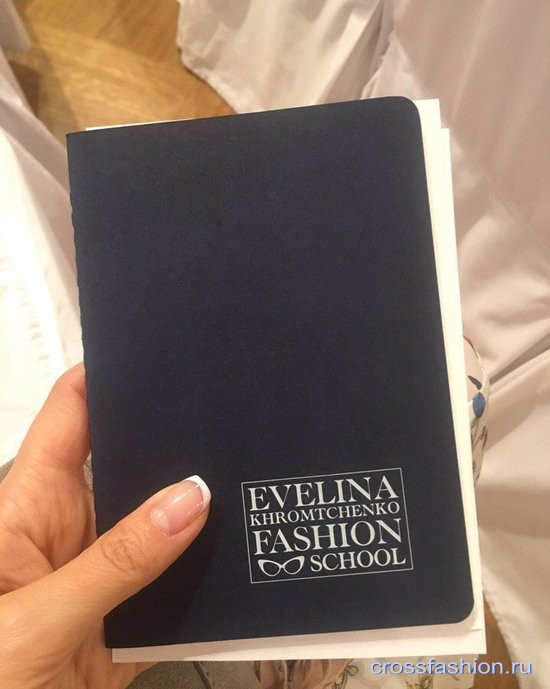 EVELINA
KHROMTCHENKO
FASHION
SCHOOL
crossfashion.ru